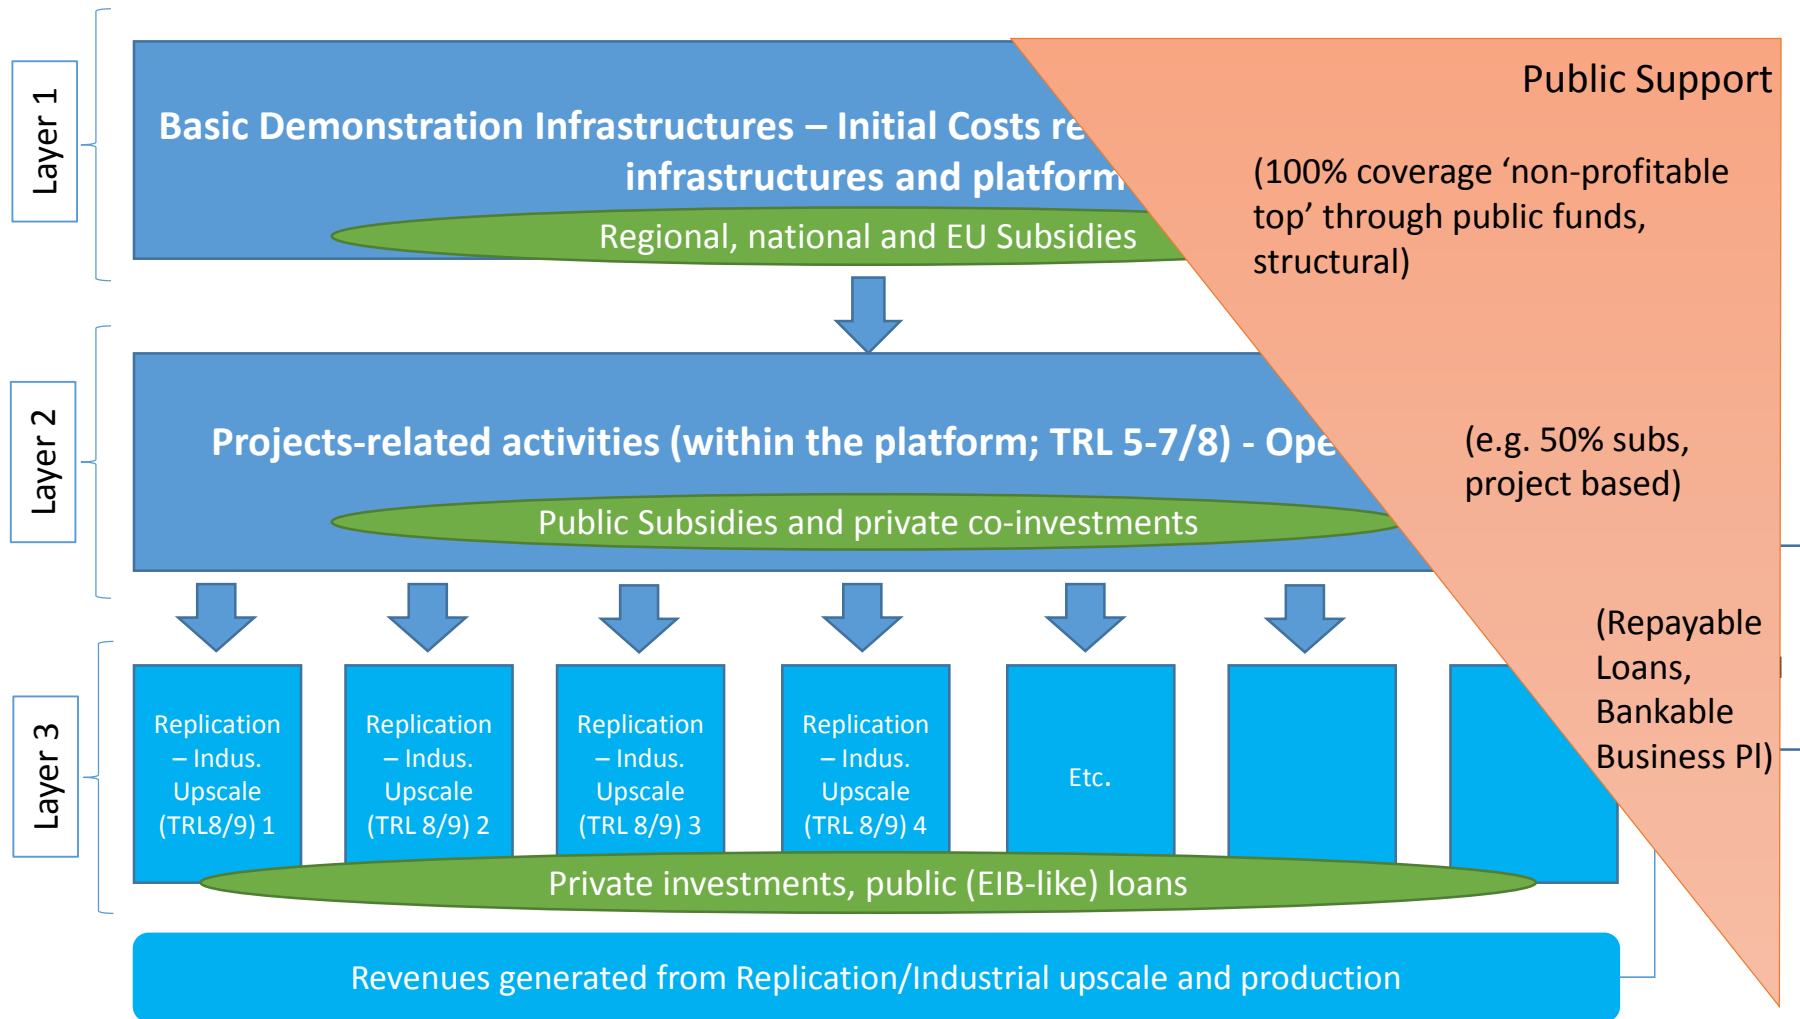 Layer 1
Basic Demonstration Infrastructures – Initial Costs re
infrastructures and platform
Regional, national and EU Subsidies
Public Support
(100% coverage ‘non-profitable
top’ through public funds,
structural)
Layer 2
Projects-related activities (within the platform; TRL 5-7/8) - Ope
Public Subsidies and private co-investments
(e.g. 50% subs,
project based)
Layer 3
Replication
– Indus.
Upscale
(TRL8/9) 1
Replication
– Indus.
Upscale
(TRL 8/9) 2
Replication
– Indus.
Upscale
(TRL 8/9) 3
Replication
– Indus.
Upscale
(TRL 8/9) 4
Etc.
(Repayable
Loans,
Bankable
Business Pl)
Private investments, public (EIB-like) loans
Revenues generated from Replication/Industrial upscale and production